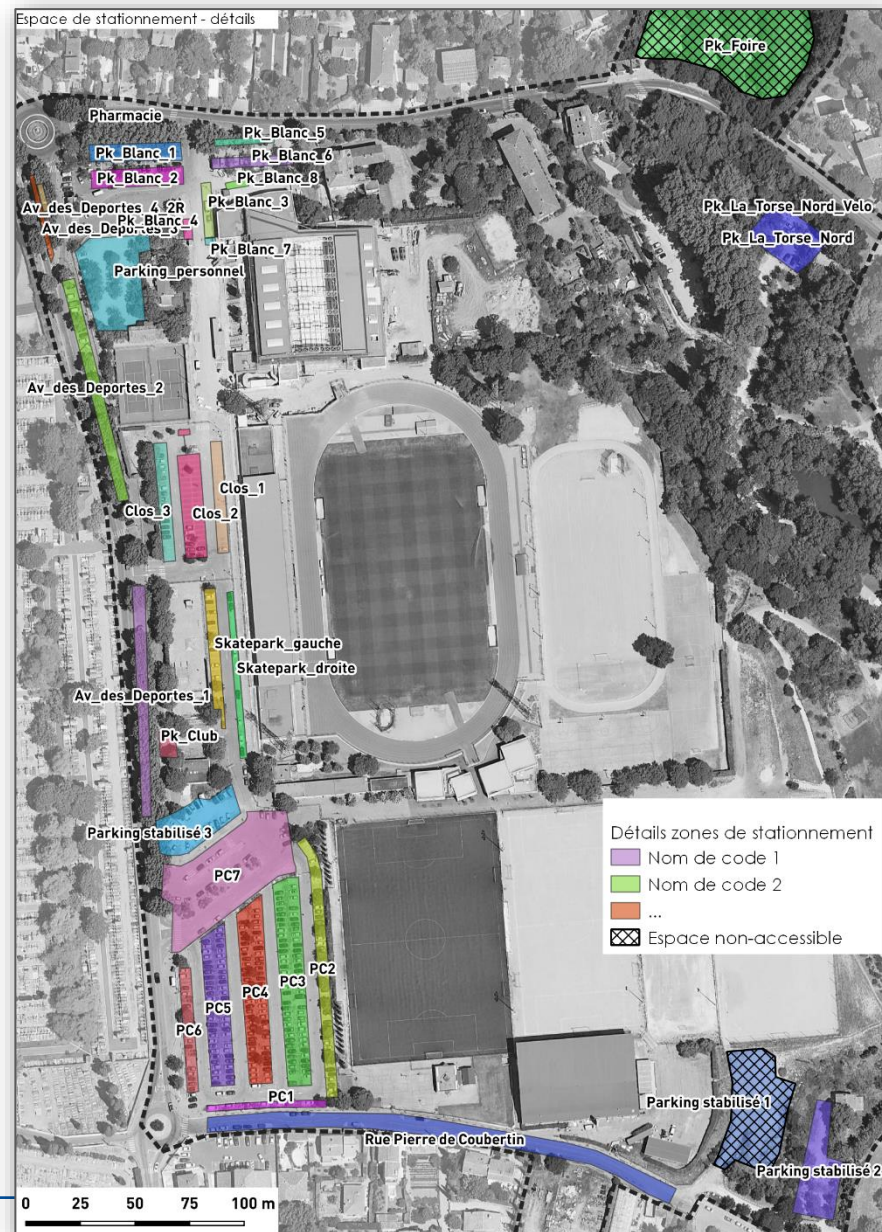 Espace de stationnement - détails
Pk_Foire
Pharmacie
Pk_Blanc_5
Pk_Blanc_1
Pk_Blanc_6
Pk_Blanc_2
Pk_Blanc_8
Pk_Blanc_3
Av_des_Deportes_4_2R
Pk_Blanc_4
Av_des_Deportes_3
Pk_Blanc_7
Pk_La_Torse_Nord_Velo
Pk_La_Torse_Nord
Parking_personnel
Av_des_Deportes_2
Clos_1
Clos_3
Clos_2
Skatepark_gauche
Skatepark_droite
Av_des_Deportes_1
Pk_Club
Parking stabilisé 3
PC7
Détails zones de stationnement
Nom de code 1
Nom de code 2
...
Espace non-accessible
PC2
PC3
PC4
PC5
PC6
PC1
Parking stabilisé 1
Rue Pierre de Coubertin
Parking stabilisé 2
0 25 50 75 100 m